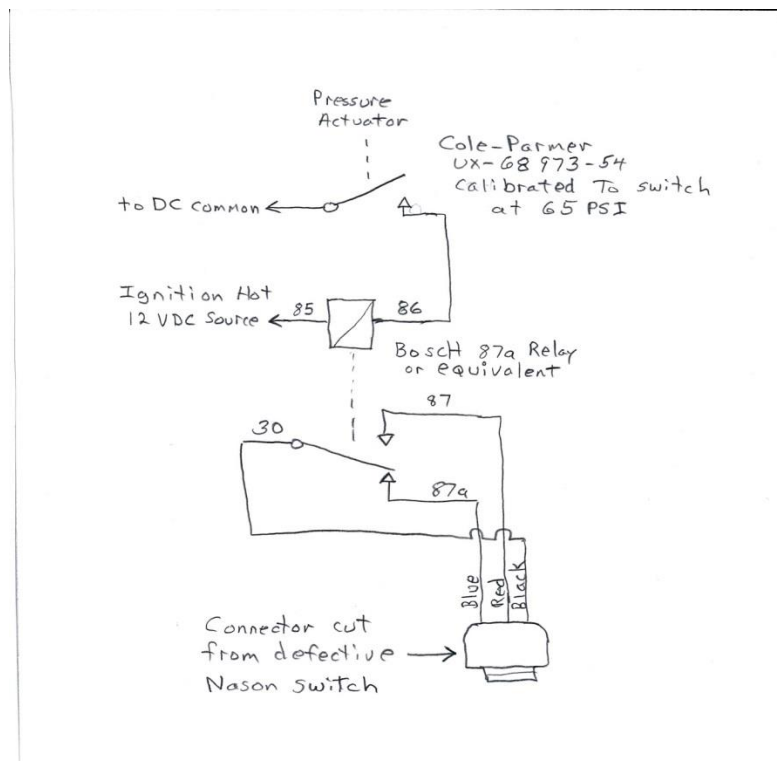 Pressure
Actuator
Cole-Parmer
UX-68973-54
Calibrated To switch
at 65 PSI
to DC Common
Ignition Hot
12 VDC Source
85
86
BoscH 87a Relay
or equivalent
87
30
87a
Blue
Red
Black
Connector cut
from defective
Nason switch